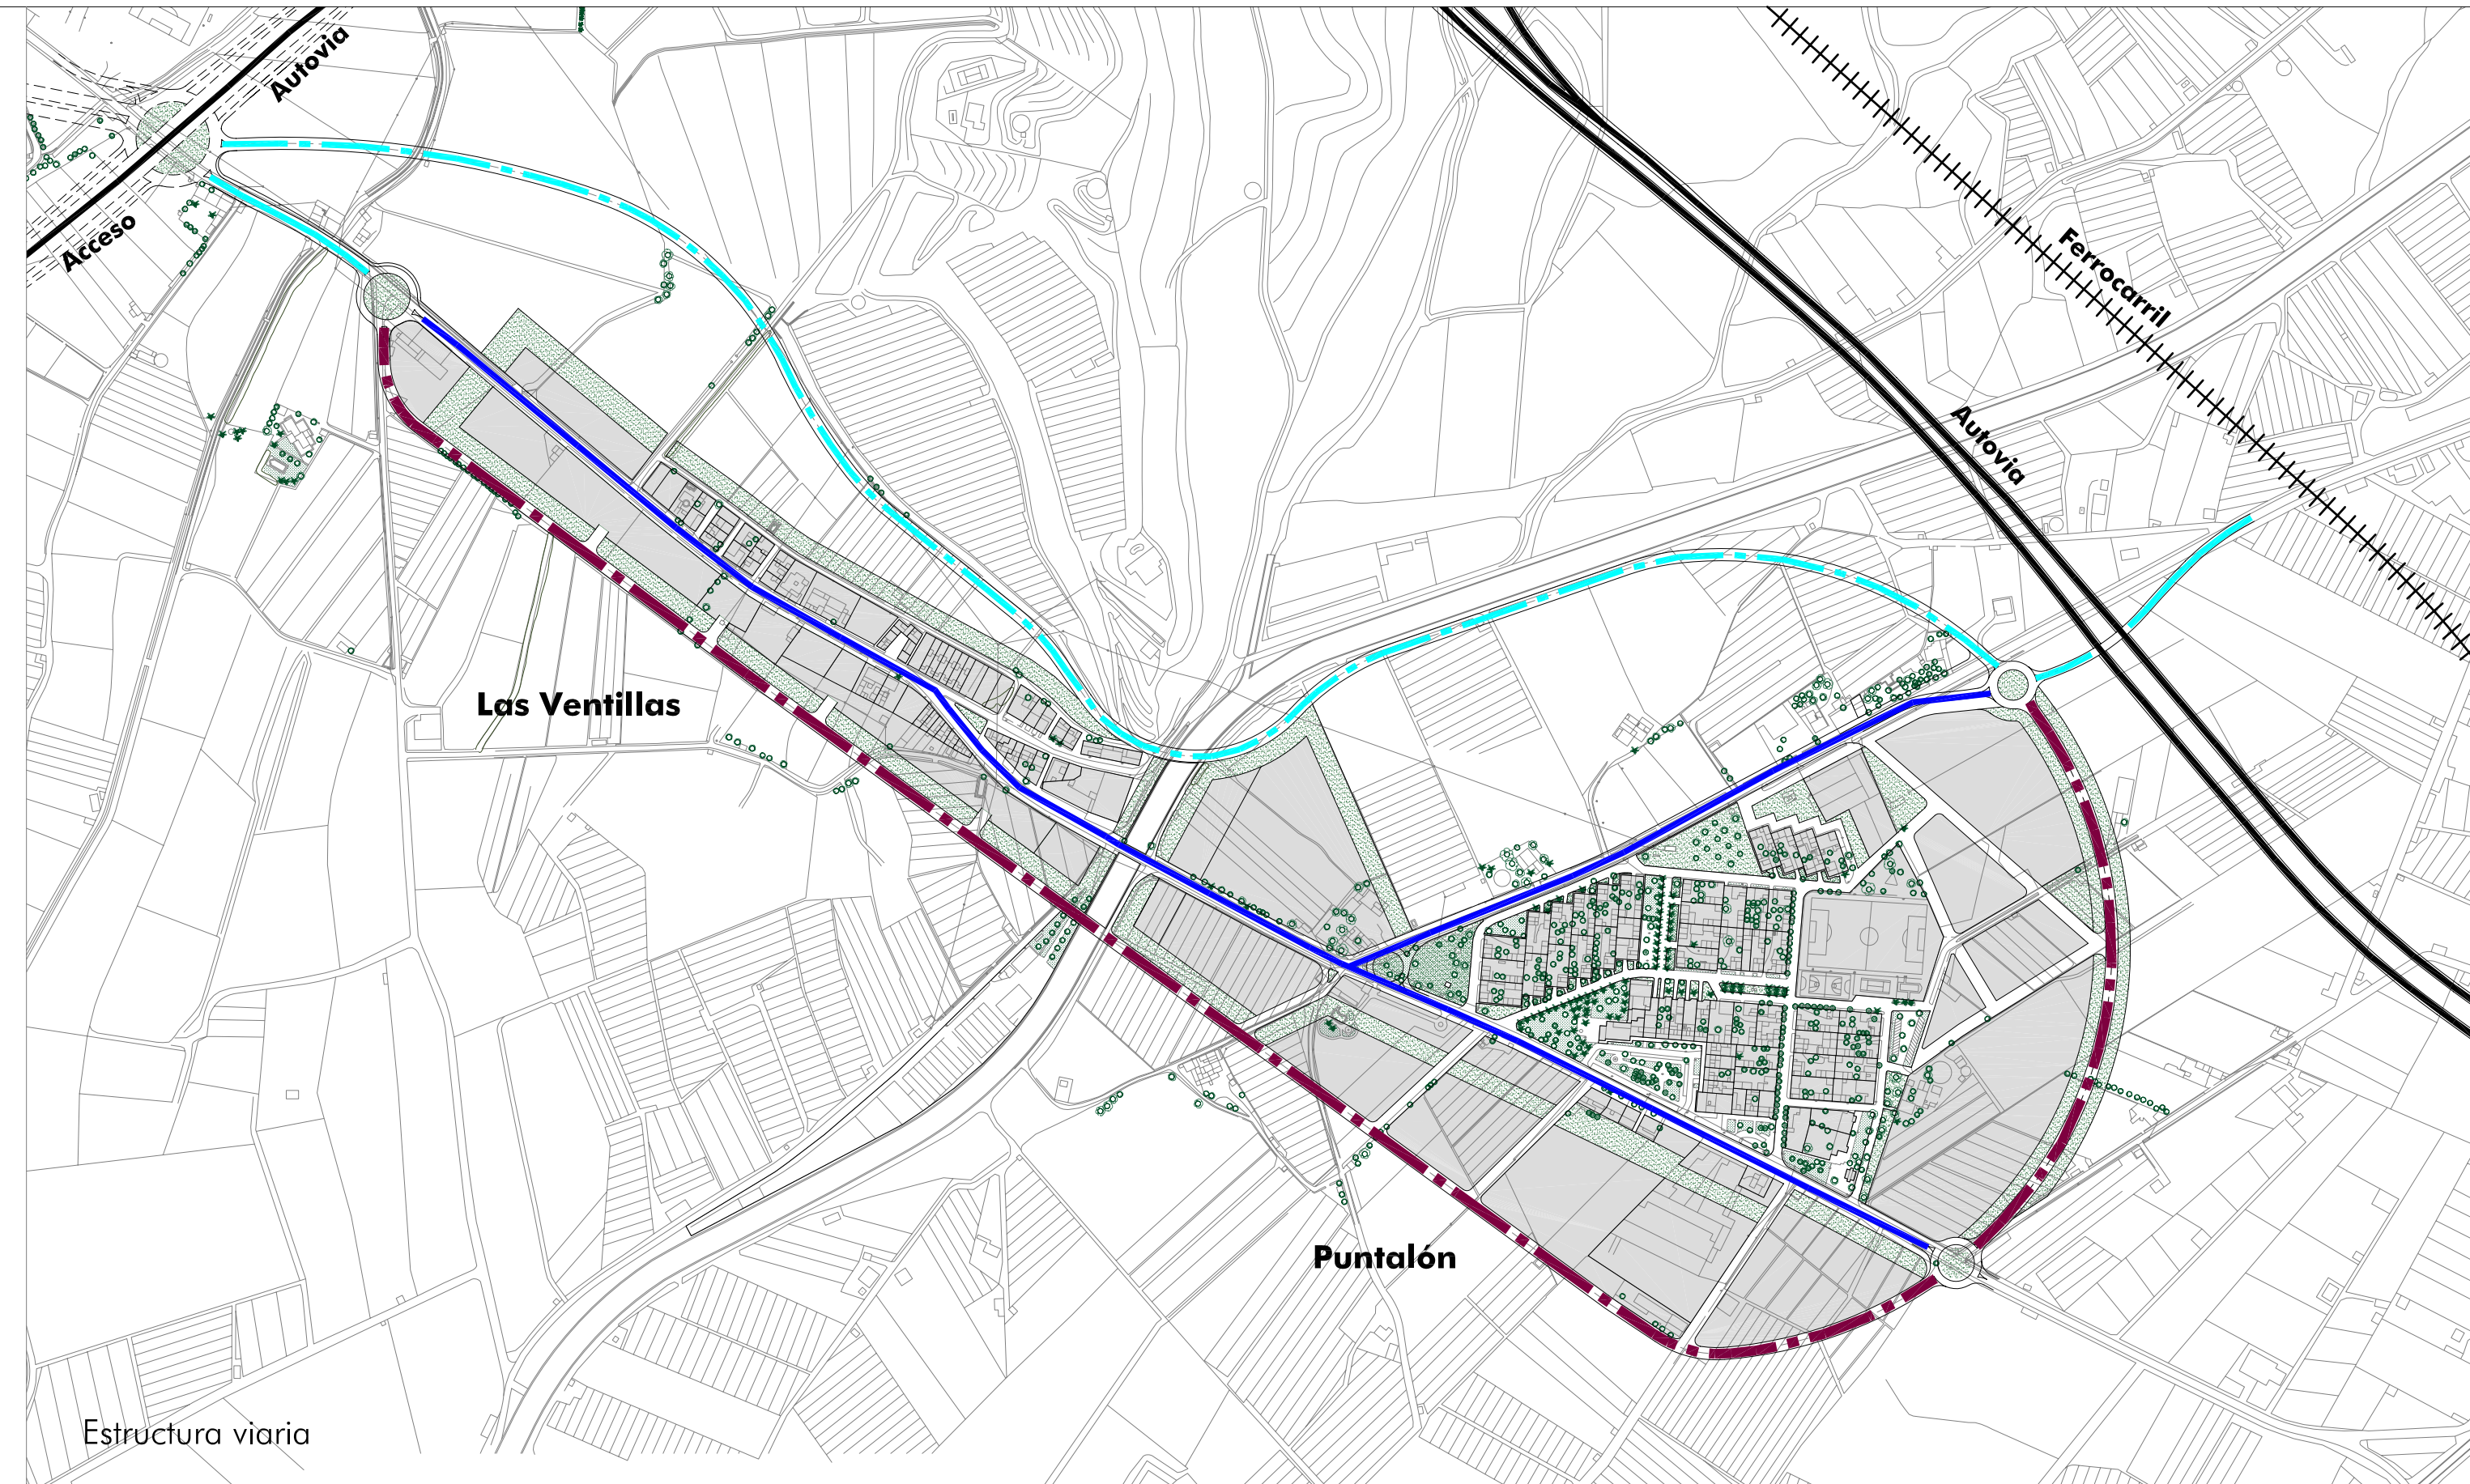 Autovia
Acceso
Ferrocarril
Autovia
Las Ventillas
Puntalón
Estructura viaria